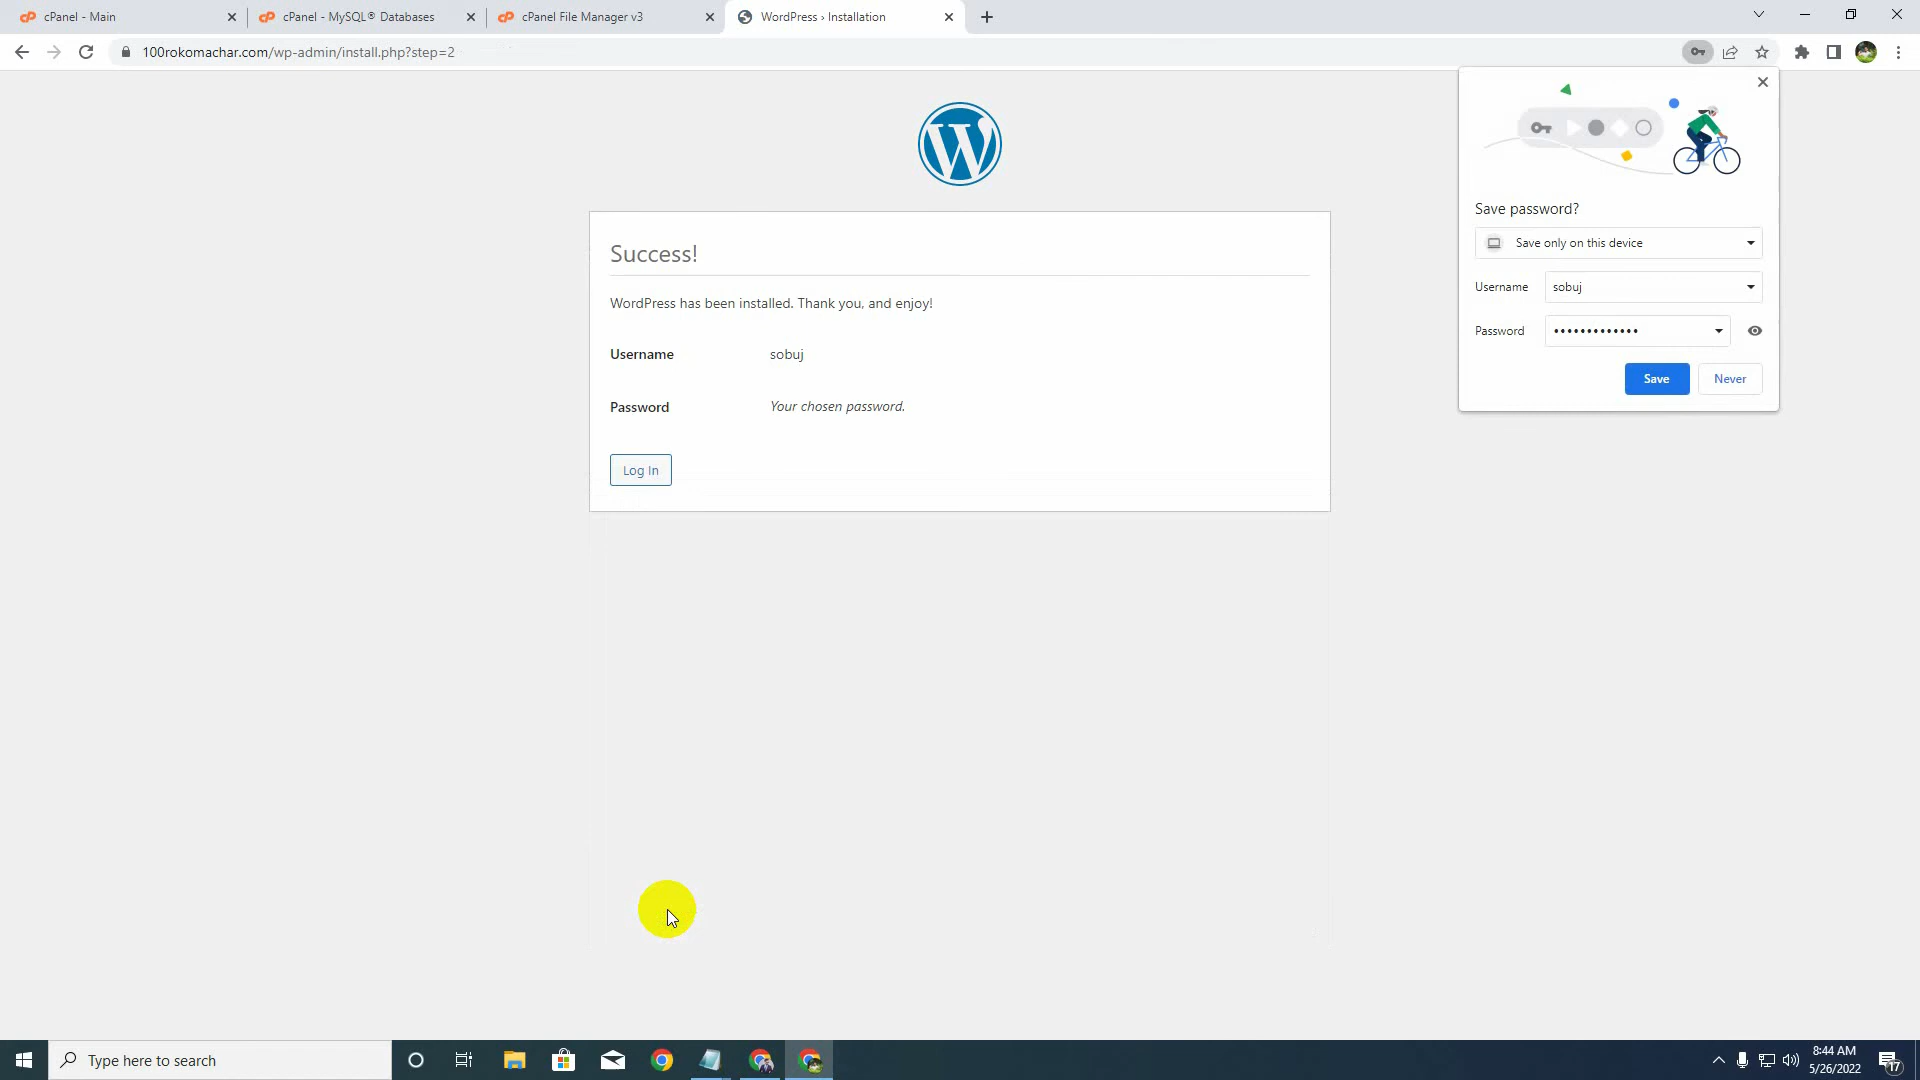 cPanel - Main
cPanel - MySQL® Databases
cPanel File Manager v3
WordPress › Installation
100rokomachar.com/wp-admin/install.php?step=2
Save password?
Save only on this device
Username sobuj
Password •••••••••••••
Save Never
Success!
WordPress has been installed. Thank you, and enjoy!
Username sobuj
Password Your chosen password.
Log In
Type here to search
8:44 AM
5/26/2022
17